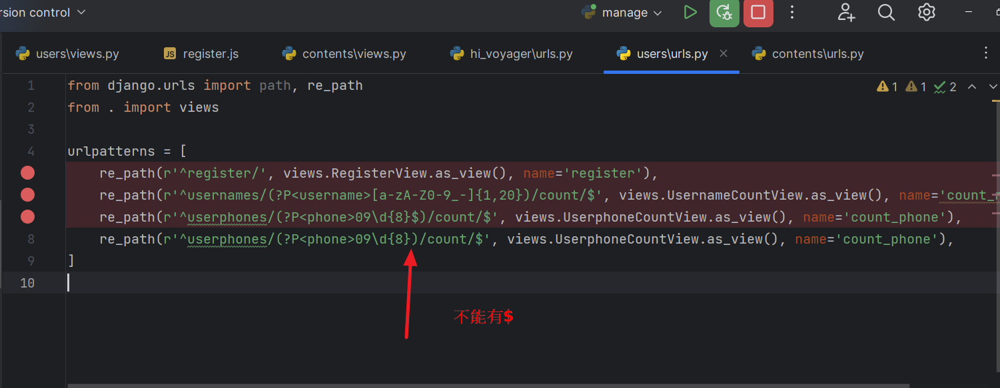 rsion control
manage
users\views.py
register.js
contents\views.py
hi_voyager\urls.py
users\urls.py
contents\urls.py
1 from django.urls import path, re_path
1 1 2
2 from . import views
3
4 urlpatterns = [
re_path(r'^register/', views.RegisterView.as_view(), name='register'),
re_path(r'^usernames/(?P<username>[a-zA-Z0-9_-]{1,20})/count/$', views.UsernameCountView.as_view(), name='count_
re_path(r'^userphones/(?P<phone>09\d{8}$)/count/$', views.UserphoneCountView.as_view(), name='count_phone'),
8 re_path(r'^userphones/(?P<phone>09\d{8})/count/$', views.UserphoneCountView.as_view(), name='count_phone'),
9 ]
10
不能有$